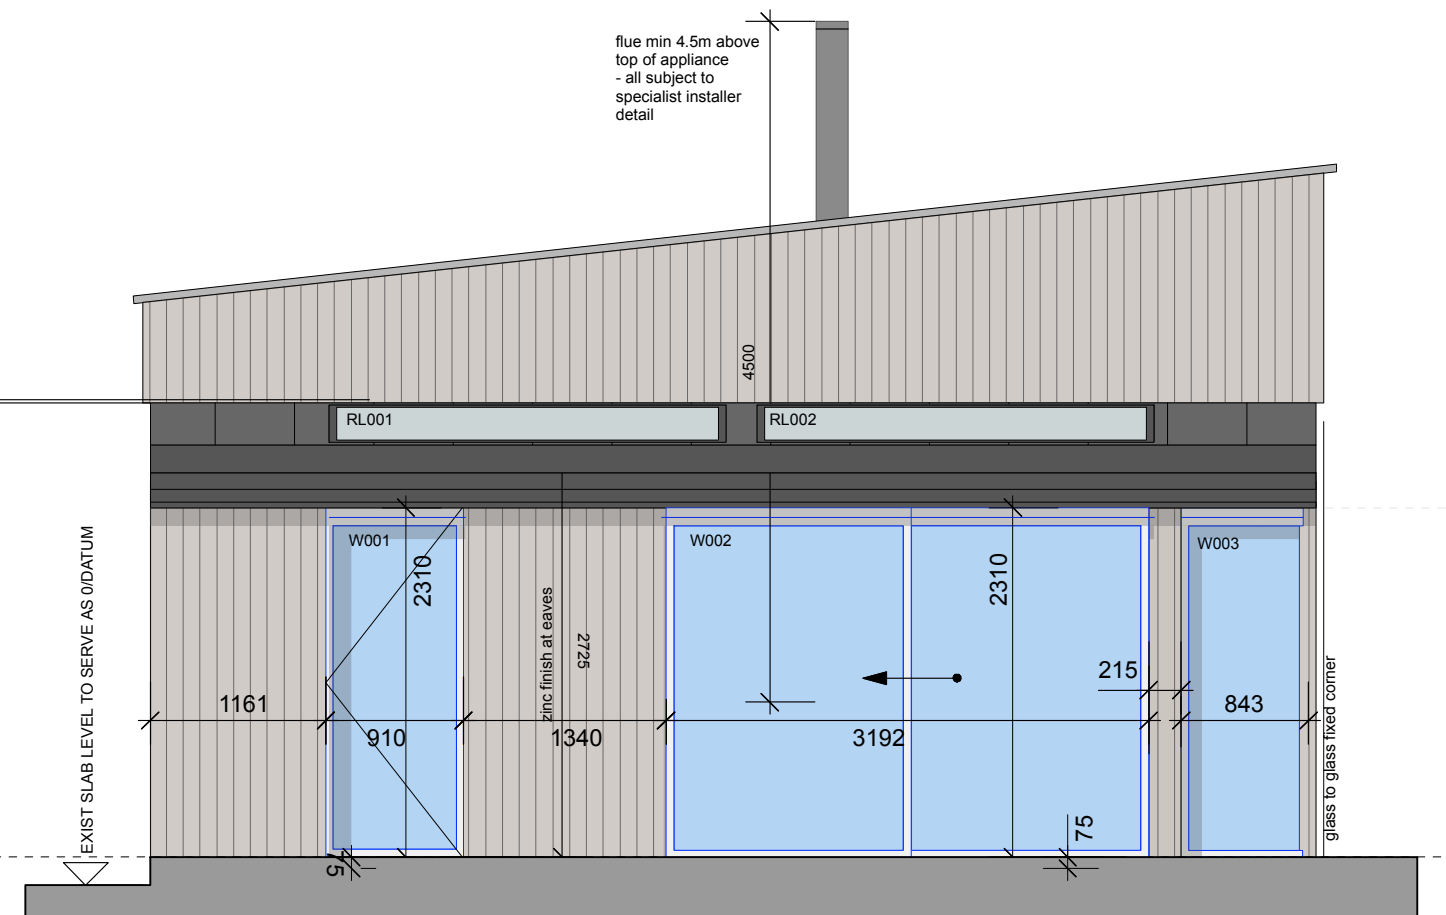 flue min 4.5m above
top of appliance
- all subject to
specialist installer
detail
4500
RL001
RL002
W001
W002
W003
2310
2310
EXIST SLAB LEVEL TO SERVE AS 0/DATUM
zinc finish at eaves
2725
215
1161
910
1340
3192
843
glass to glass fixed corner
75
75